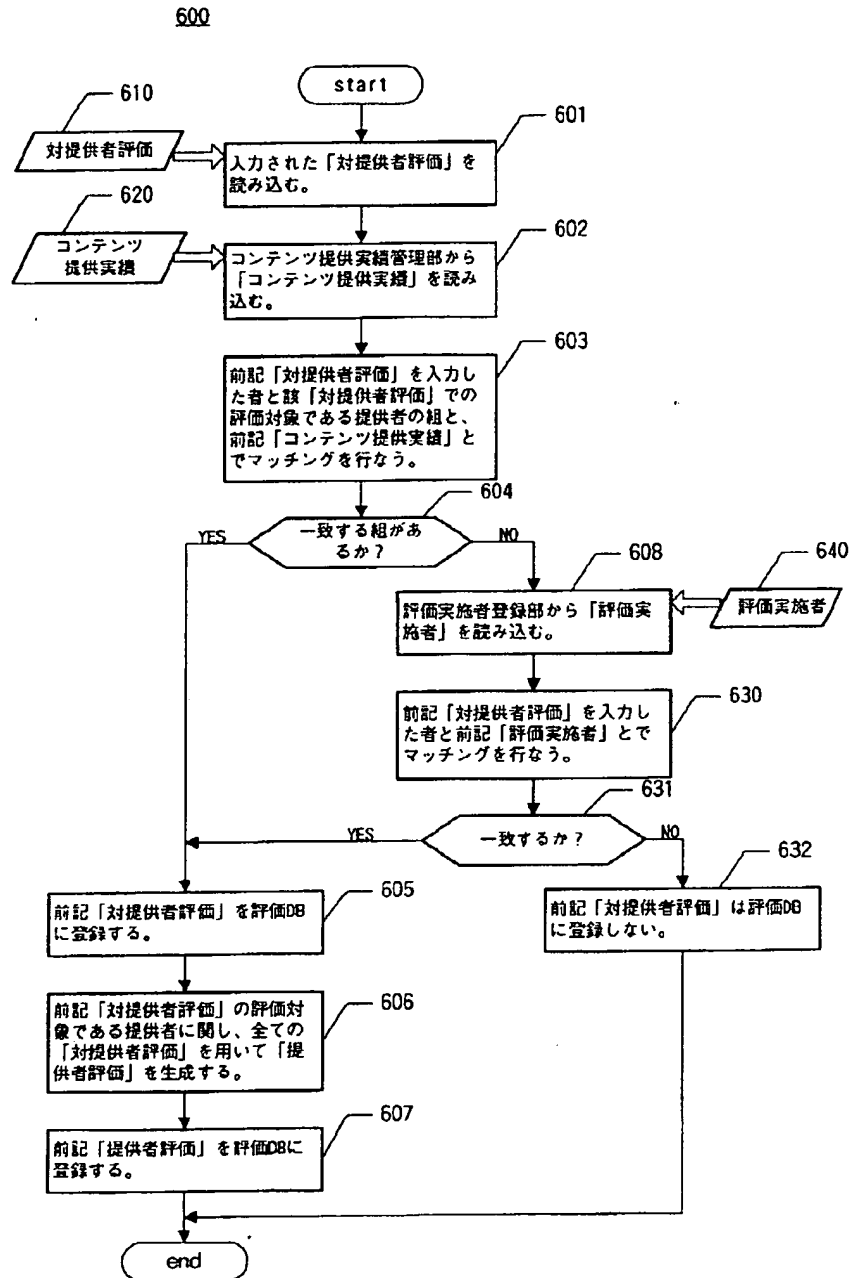 600
start
610
601
対提供者評価
入力された「対提供者評価」を
読み込む。
620
602
コンテンツ
提供実績
コンテンツ提供実績管理部から
「コンテンツ提供実績」を読み
込む。
603
前記「対提供者評価」を入力し
た者と該「対提供者評価」での
評価対象である提供者の組と、
前記「コンテンツ提供実績」と
でマッチングを行なう。
604
YES
一致する組があ
るか？
NO
608
640
評価実施者登録部から「評価実
施者」を読み込む。
評価実施者
630
前記「対提供者評価」を入力し
た者と前記「評価実施者」とで
マッチングを行なう。
631
YES
一致するか？
NO
632
605
前記「対提供者評価」を評価DB
に登録する。
前記「対提供者評価」は評価DB
に登録しない。
606
前記「対提供者評価」の評価対
象である提供者に関し、全ての
「対提供者評価」を用いて「提
供者評価」を生成する。
607
前記「提供者評価」を評価DBに
登録する。
end